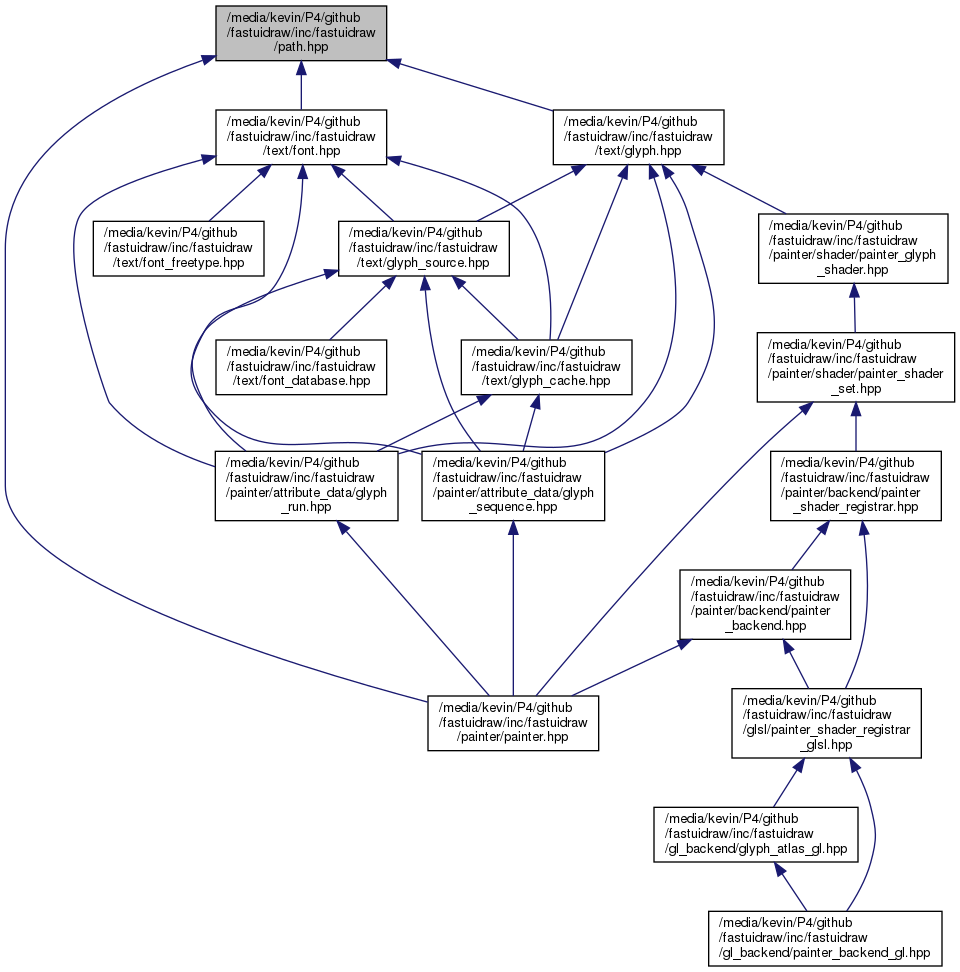 /media/kevin/P4/github
/fastuidraw/inc/fastuidraw
/path.hpp
/media/kevin/P4/github
/fastuidraw/inc/fastuidraw
/text/font.hpp
/media/kevin/P4/github
/fastuidraw/inc/fastuidraw
/text/glyph.hpp
/media/kevin/P4/github
/fastuidraw/inc/fastuidraw
/text/font_freetype.hpp
/media/kevin/P4/github
/fastuidraw/inc/fastuidraw
/text/glyph_source.hpp
/media/kevin/P4/github
/fastuidraw/inc/fastuidraw
/painter/shader/painter_glyph
_shader.hpp
/media/kevin/P4/github
/fastuidraw/inc/fastuidraw
/text/font_database.hpp
/media/kevin/P4/github
/fastuidraw/inc/fastuidraw
/text/glyph_cache.hpp
/media/kevin/P4/github
/fastuidraw/inc/fastuidraw
/painter/shader/painter_shader
_set.hpp
/media/kevin/P4/github
/fastuidraw/inc/fastuidraw
/painter/attribute_data/glyph
_run.hpp
/media/kevin/P4/github
/fastuidraw/inc/fastuidraw
/painter/attribute_data/glyph
_sequence.hpp
/media/kevin/P4/github
/fastuidraw/inc/fastuidraw
/painter/backend/painter
_shader_registrar.hpp
/media/kevin/P4/github
/fastuidraw/inc/fastuidraw
/painter/backend/painter
_backend.hpp
/media/kevin/P4/github
/fastuidraw/inc/fastuidraw
/painter/painter.hpp
/media/kevin/P4/github
/fastuidraw/inc/fastuidraw
/glsl/painter_shader_registrar
_glsl.hpp
/media/kevin/P4/github
/fastuidraw/inc/fastuidraw
/gl_backend/glyph_atlas_gl.hpp
/media/kevin/P4/github
/fastuidraw/inc/fastuidraw
/gl_backend/painter_backend_gl.hpp